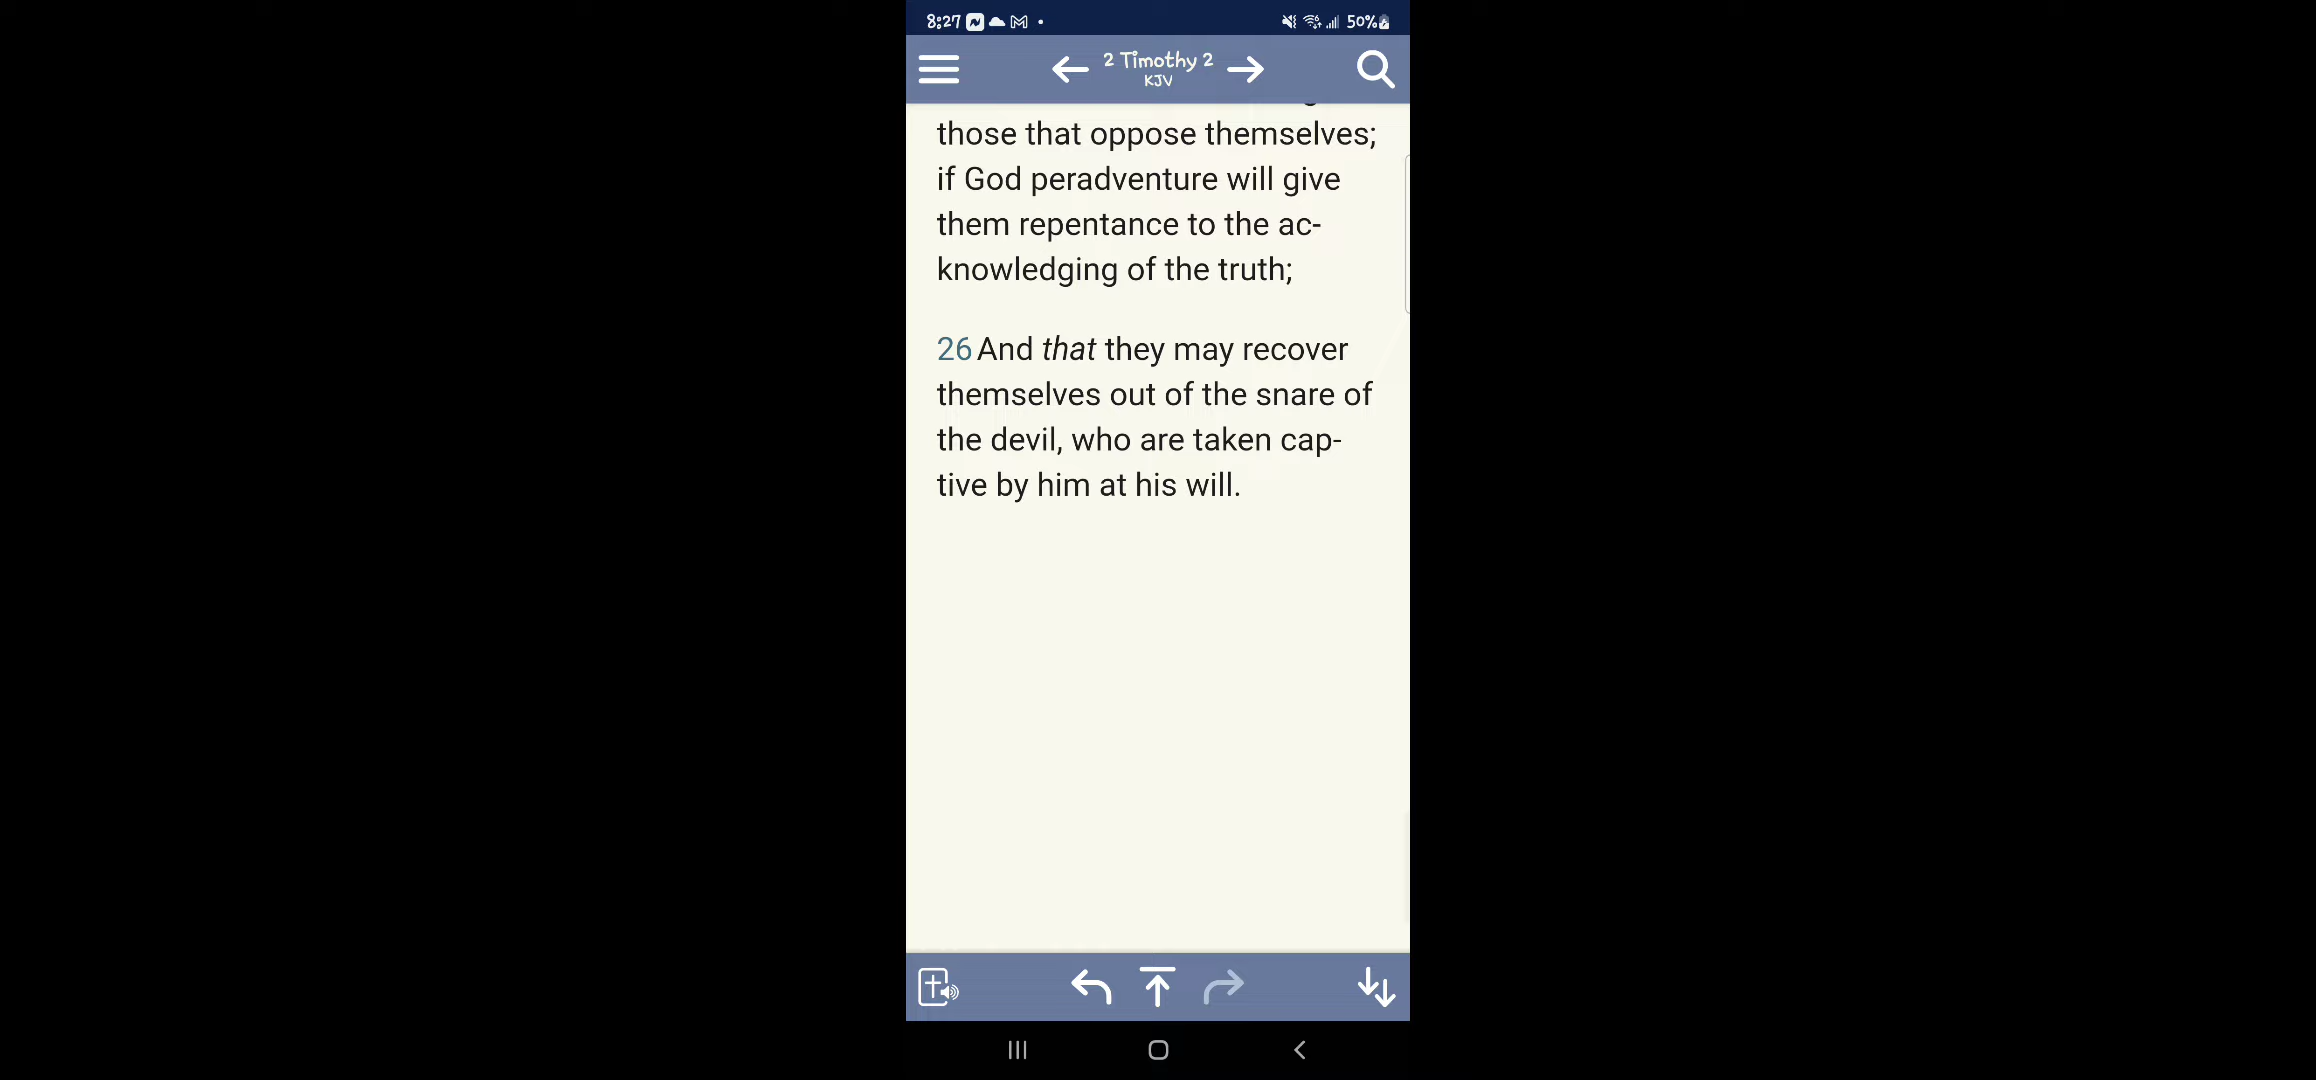 8:27
50%
2 Timothy 2
KJV
those that oppose themselves;
if God peradventure will give
them repentance to the ac-
knowledging of the truth;
26 And that they may recover
themselves out of the snare of
the devil, who are taken cap-
tive by him at his will.